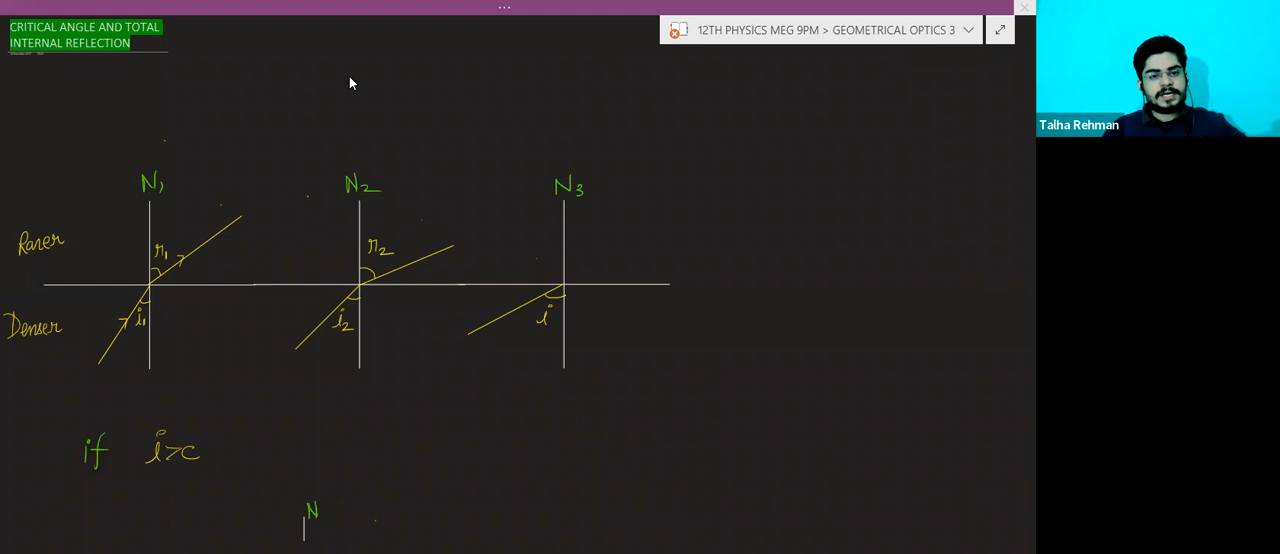 CRITICAL ANGLE AND TOTAL
INTERNAL REFLECTION
12TH PHYSICS MEG 9PM > GEOMETRICAL OPTICS 3
Talha Rehman
N₁ N₂ N₃
Rarer r₁ r₂
Denser i₁ i₂ i
if i>c
N